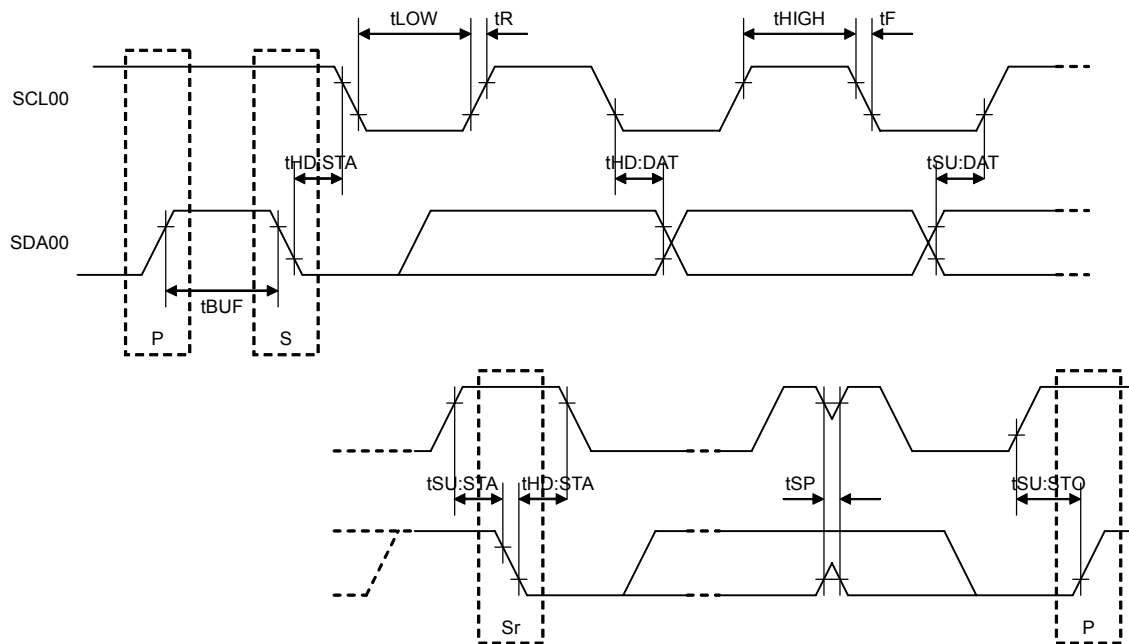 tLOW
tR
tHIGH
tF
SCL00
tHD:STA
tHD:DAT
tSU:DAT
SDA00
tBUF
P
S
tSU:STA
tHD:STA
tSP
tSU:STO
Sr
P